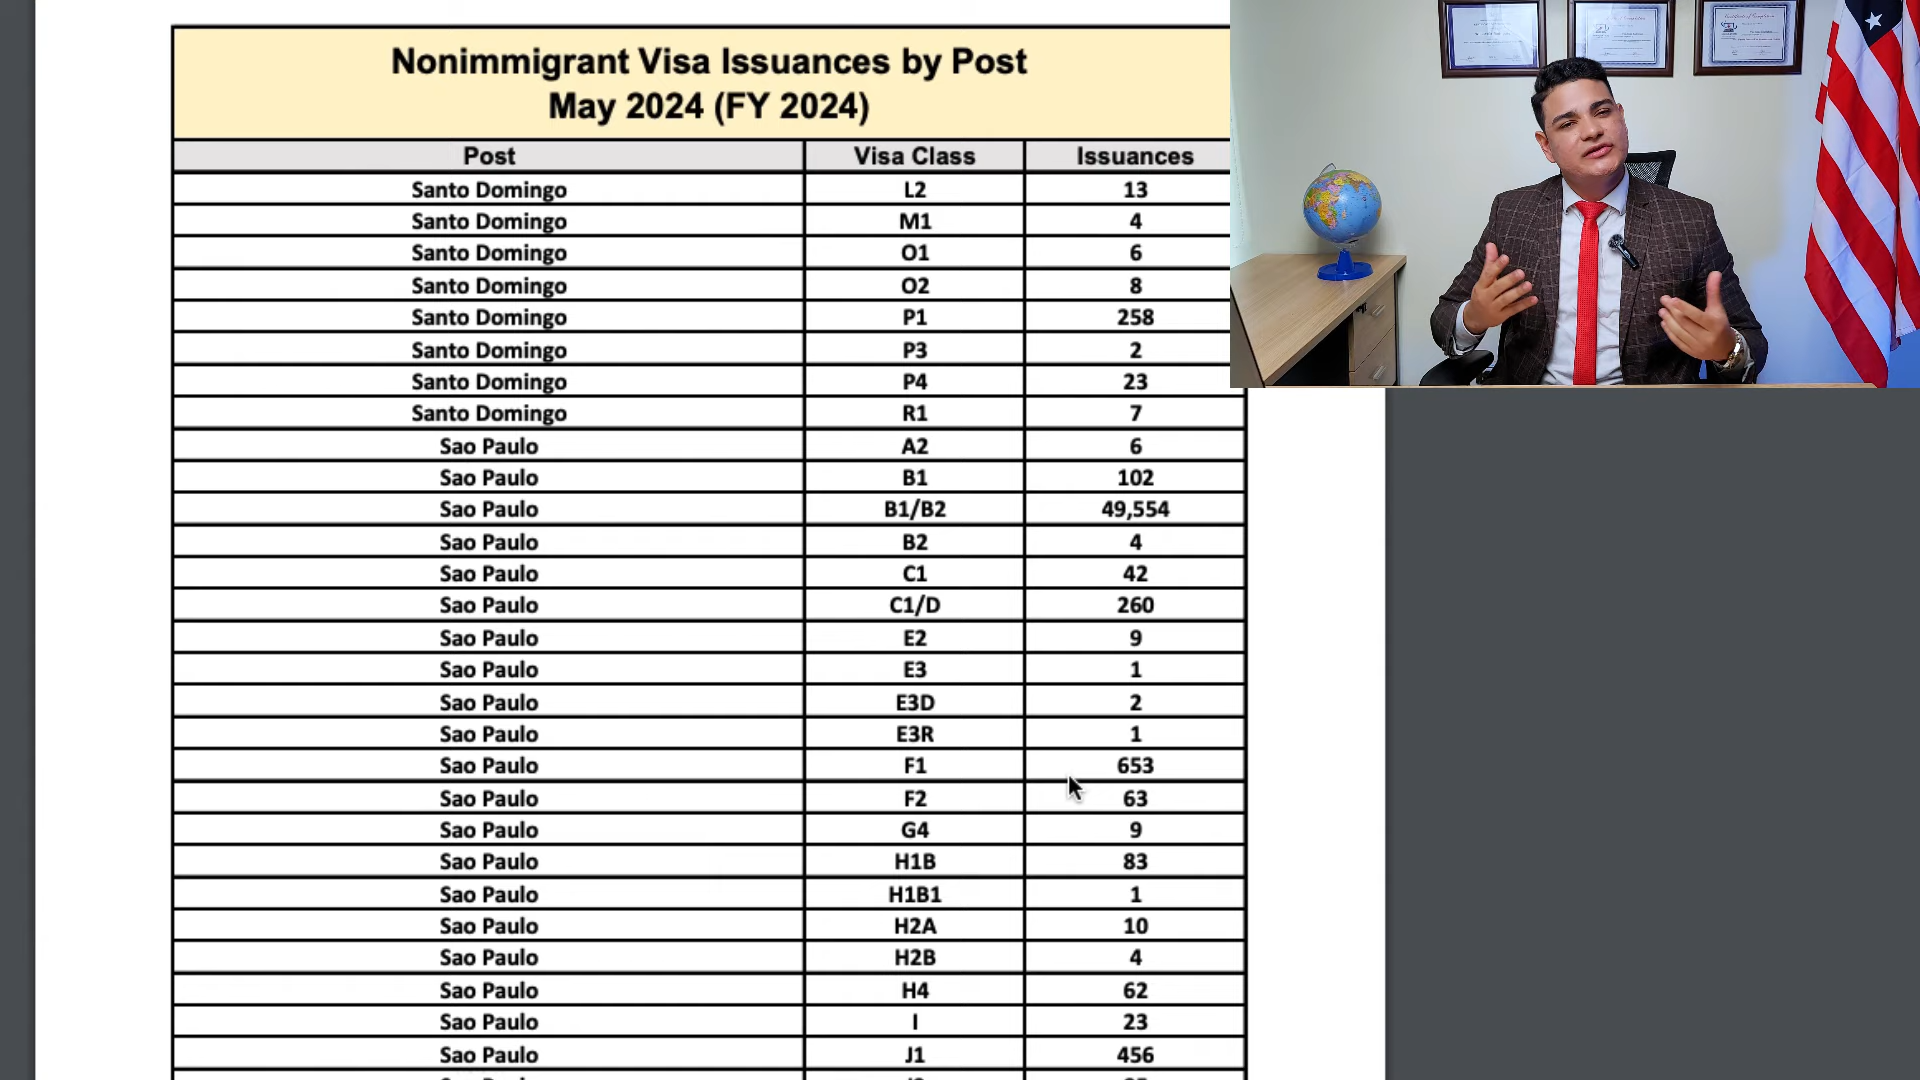 Nonimmigrant Visa Issuances by Post
May 2024 (FY 2024)
Post Visa Class Issuances
Santo Domingo L2 13
Santo Domingo M1 4
Santo Domingo O1 6
Santo Domingo O2 8
Santo Domingo P1 258
Santo Domingo P3 2
Santo Domingo P4 23
Santo Domingo R1 7
Sao Paulo A2 6
Sao Paulo B1 102
Sao Paulo B1/B2 49,554
Sao Paulo B2 4
Sao Paulo C1 42
Sao Paulo C1/D 260
Sao Paulo E2 9
Sao Paulo E3 1
Sao Paulo E3D 2
Sao Paulo E3R 1
Sao Paulo F1 653
Sao Paulo F2 63
Sao Paulo G4 9
Sao Paulo H1B 83
Sao Paulo H1B1 1
Sao Paulo H2A 10
Sao Paulo H2B 4
Sao Paulo H4 62
Sao Paulo I 23
Sao Paulo J1 456